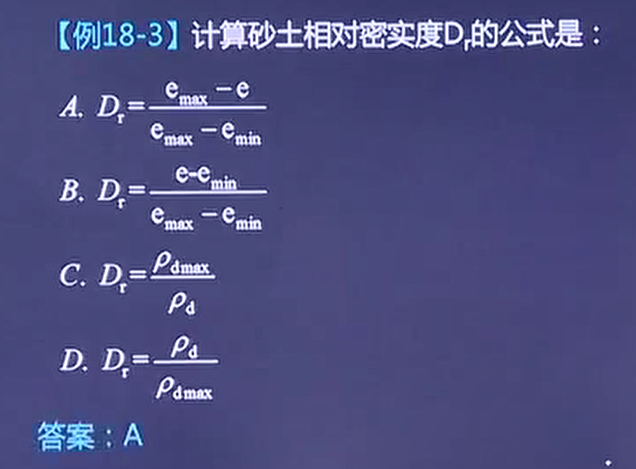 【例18-3】计算砂土相对密实度Dr的公式是：
A. Dr=(emax－e)/(emax－emin)
B. Dr=(e-emin)/(emax－emin)
C. Dr=ρdmax/ρd
D. Dr=ρd/ρdmax
答案：A